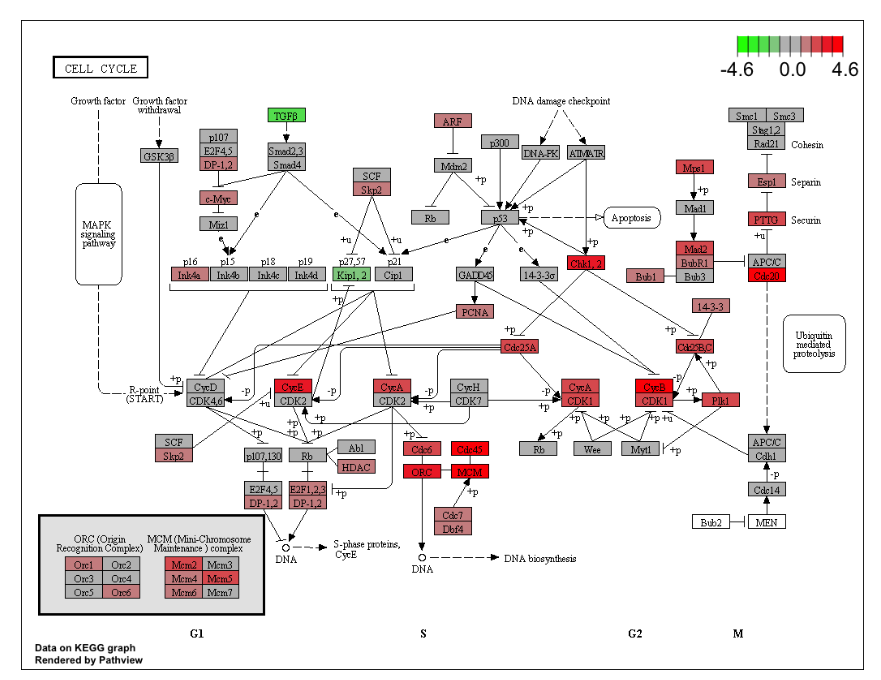 -4.6 0.0 4.6
CELL CYCLE
Growth factor
Growth factor
withdrawal
TGFβ
ARF
DNA damage checkpoint
Smc1 Smc3
Stag1,2
Rad21
Cohesin
p107
E2F4,5
DP-1,2
GSK3β
Smad2,3
Smad4
SCF
Skp2
Mdm2
p300
DNA-PK
ATM/ATR
+p
+p
Mps1
+p
Mad1
Esp1
Separin
c-Myc
Miz1
Rb
p53
+p
Apoptosis
PTTG
Securin
+u
MAPK
signaling
pathway
e
e
e
+u
+u
e
e
+p
+p
Mad2
BubR1
Bub3
Bub1
APC/C
Cdc20
p16
Ink4a
p15
Ink4b
p18
Ink4c
p19
Ink4d
p27,57
Kip1, 2
p21
Cip1
GADD45
14-3-3σ
Chk1, 2
+p
PCNA
14-3-3
+p
+p
Cdc25A
Cdc25B,C
Ubiquitin
mediated
proteolysis
R-point
(START)
+p
CycD
CDK4,6
-p
CycE
CDK2
-p
CycA
CDK2
-p
+p
CycH
CDK7
-p
+p
CycA
CDK1
CycB
CDK1
-p
+p
+p
Plk1
+u
+p
+p
+p
+p
+p
+p
+p
+u
+p
SCF
Skp2
p107,130
Rb
Abl
HDAC
Cdc6
Cdc45
ORC
MCM
Rb
Wee
Myt1
APC/C
Cdh1
-p
E2F4,5
DP-1,2
E2F1,2,3
DP-1,2
+p
+p
Cdc7
Dbf4
Cdc14
Bub2
MEN
DNA
S-phase proteins,
CycE
DNA
DNA biosynthesis
ORC (Origin
Recognition Complex)
MCM (Mini-Chromosome
Maintenance ) complex
Orc1 Orc2
Orc3 Orc4
Orc5 Orc6
Mcm2 Mcm3
Mcm4 Mcm5
Mcm6 Mcm7
G1 S G2 M
Data on KEGG graph
Rendered by Pathview